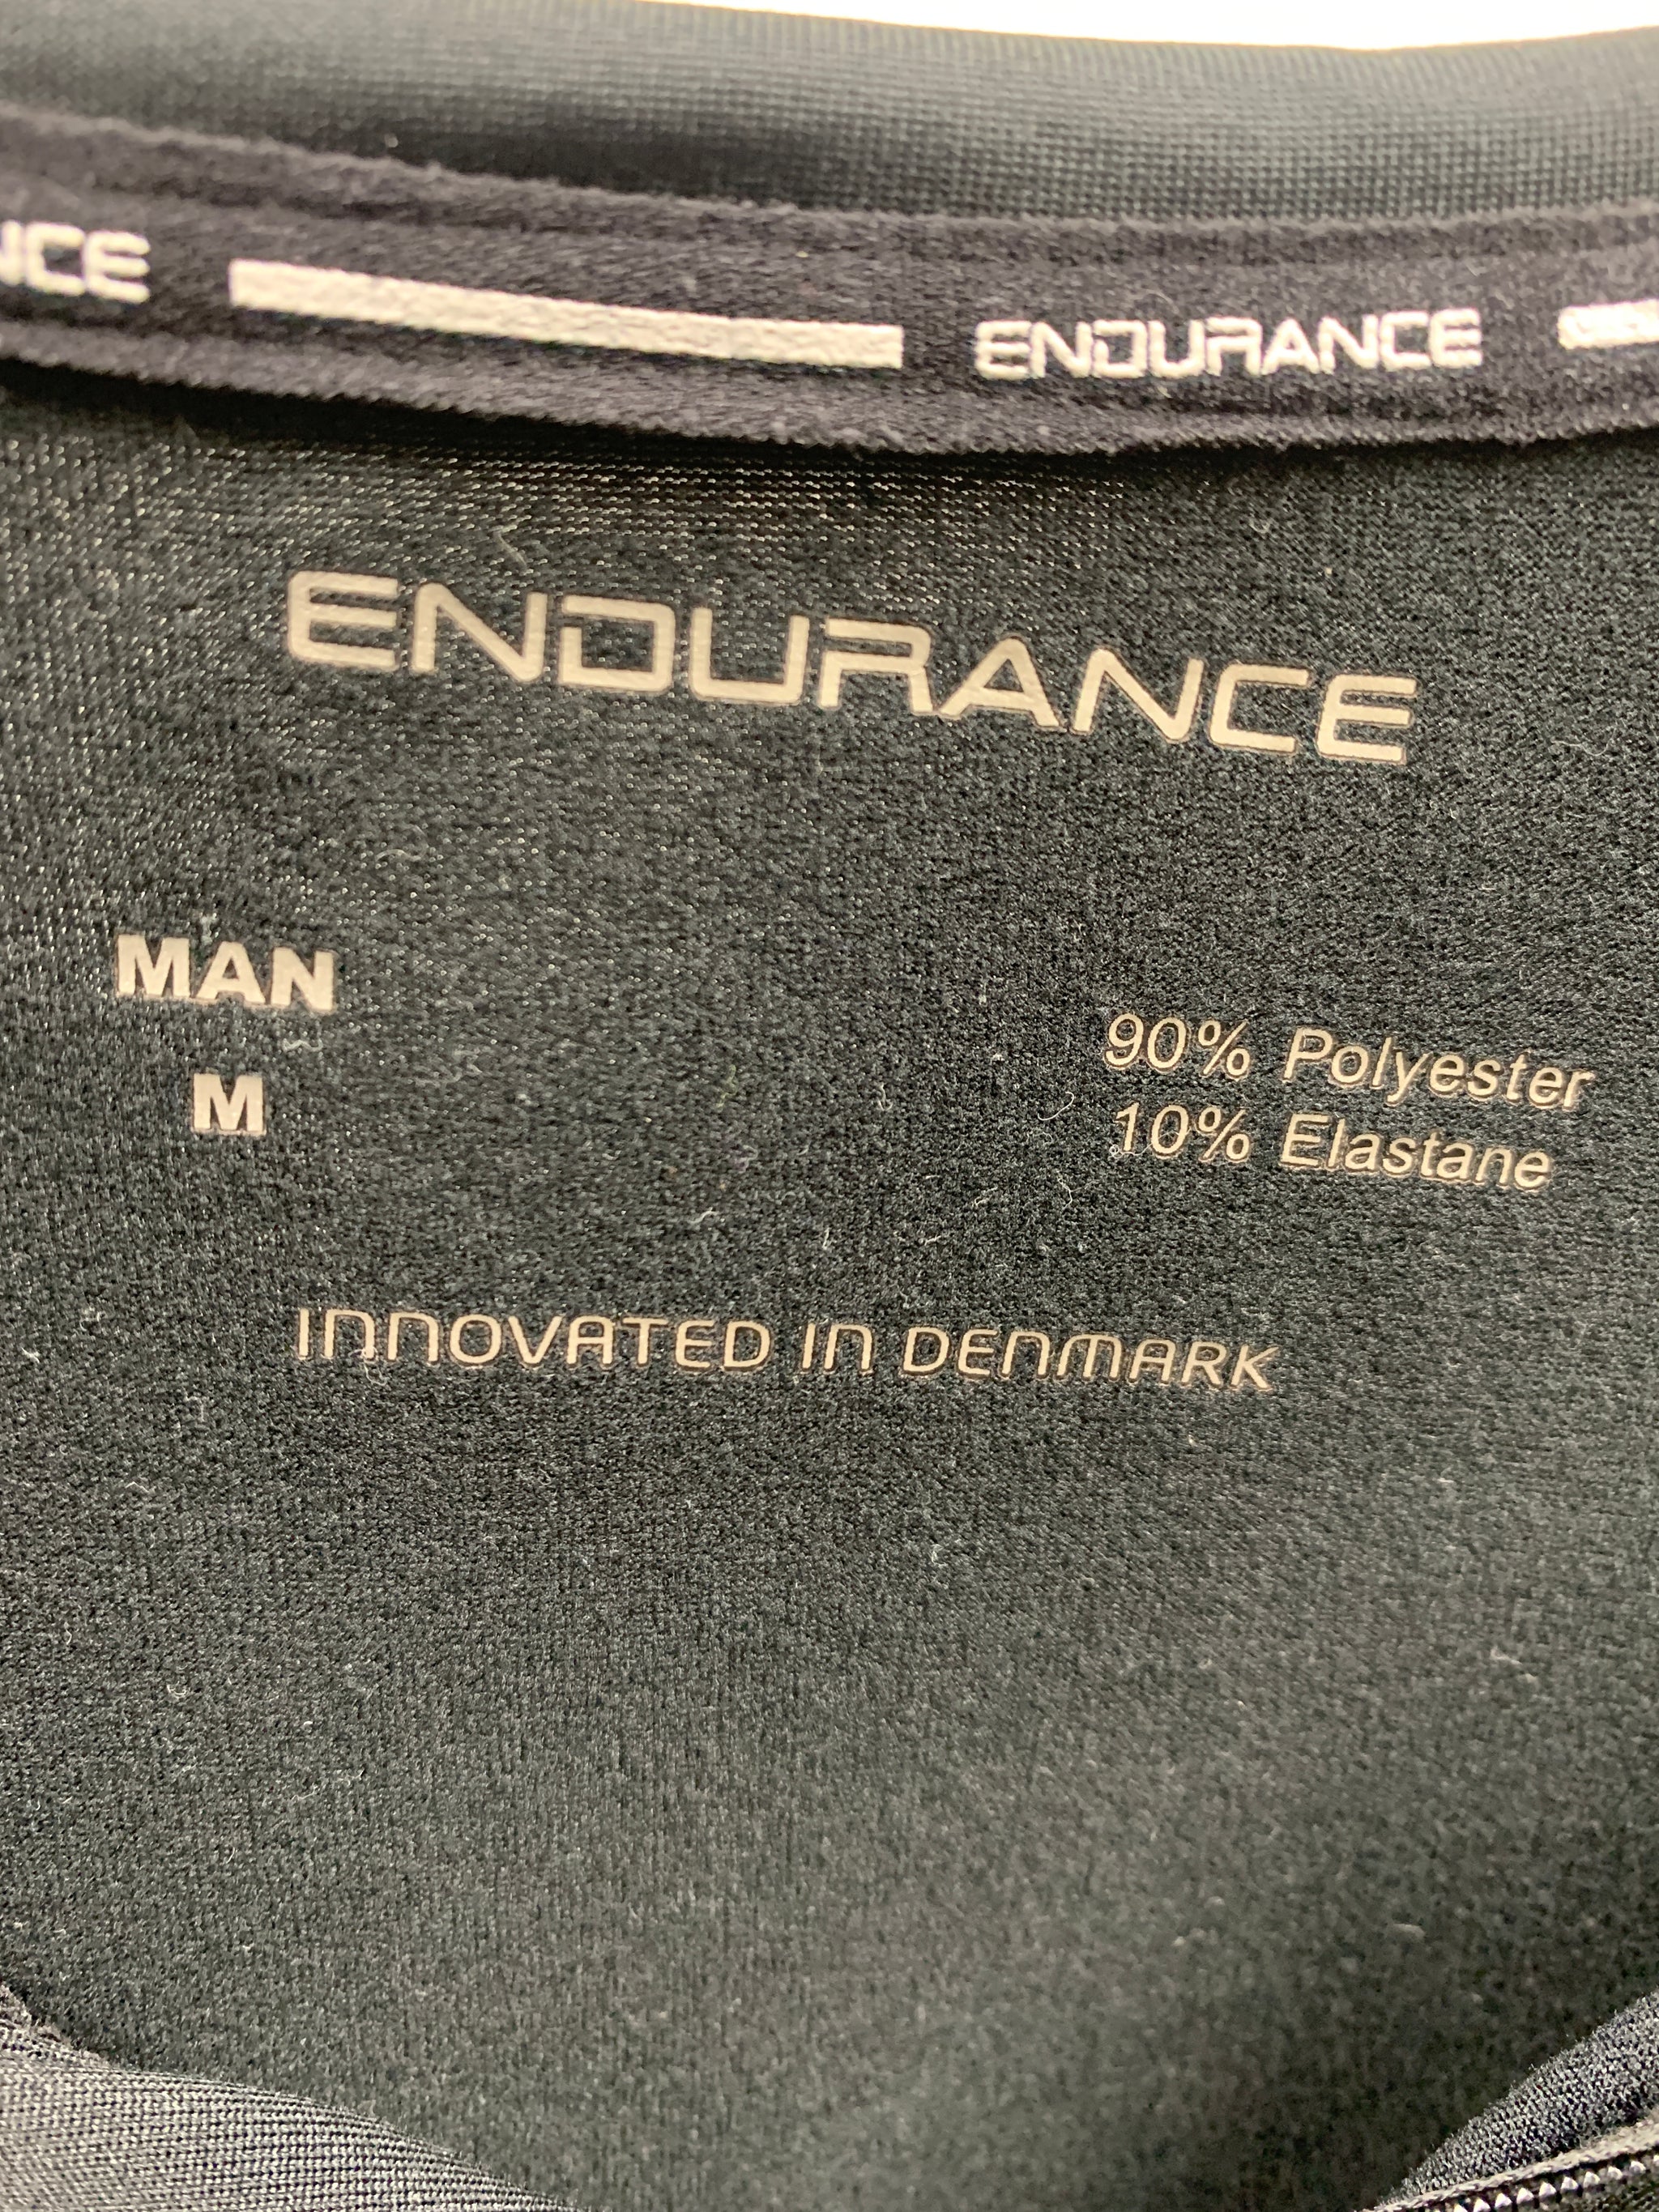 NCE ENDURANCE
ENDURANCE
MAN
M
90% Polyester
10% Elastane
INNOVATED IN DENMARK